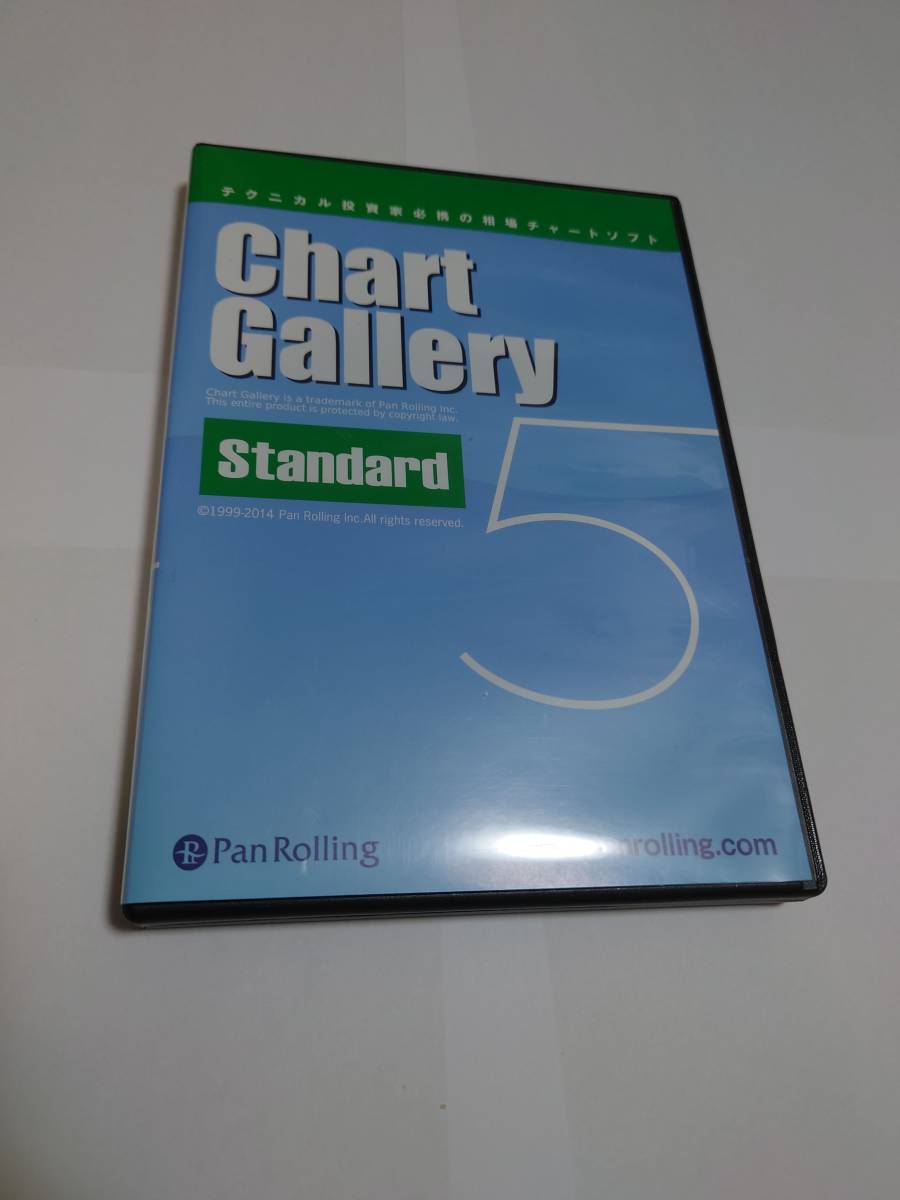 テクニカル投資家必携の相場チャートソフト
Chart
Gallery
Chart Gallery is a trademark of Pan Rolling Inc.
This entire product is protected by copyright law.
Standard
5
©1999-2014 Pan Rolling Inc.All rights reserved.
Pan Rolling
nrolling.com